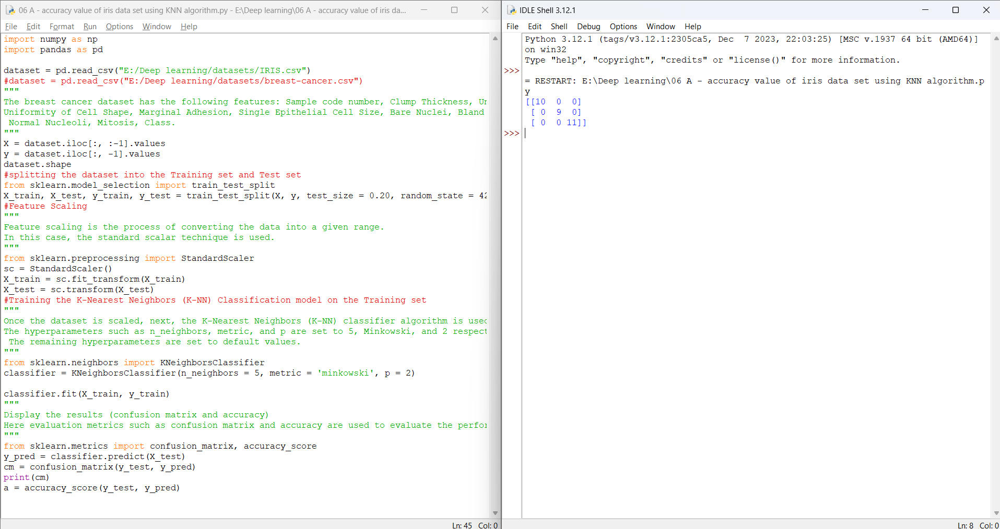 06 A - accuracy value of iris data set using KNN algorithm.py - E:\Deep learning\06 A - accuracy value of iris da...
File Edit Format Run Options Window Help
import numpy as np
import pandas as pd
dataset = pd.read_csv("E:/Deep learning/datasets/IRIS.csv")
#dataset = pd.read_csv("E:/Deep learning/datasets/breast-cancer.csv")
"""
The breast cancer dataset has the following features: Sample code number, Clump Thickness,
Uniformity of Cell Shape, Marginal Adhesion, Single Epithelial Cell Size, Bare Nuclei, Bland
Normal Nucleoli, Mitosis, Class.
"""
X = dataset.iloc[:, :-1].values
y = dataset.iloc[:, -1].values
dataset.shape
#splitting the dataset into the Training set and Test set
from sklearn.model_selection import train_test_split
X_train, X_test, y_train, y_test = train_test_split(X, y, test_size = 0.20, random_state = 42
#Feature Scaling
"""
Feature scaling is the process of converting the data into a given range.
In this case, the standard scalar technique is used.
"""
from sklearn.preprocessing import StandardScaler
sc = StandardScaler()
X_train = sc.fit_transform(X_train)
X_test = sc.transform(X_test)
#Training the K-Nearest Neighbors (K-NN) Classification model on the Training set
"""
Once the dataset is scaled, next, the K-Nearest Neighbors (K-NN) classifier algorithm is used
The hyperparameters such as n_neighbors, metric, and p are set to 5, Minkowski, and 2 respect
The remaining hyperparameters are set to default values.
"""
from sklearn.neighbors import KNeighborsClassifier
classifier = KNeighborsClassifier(n_neighbors = 5, metric = 'minkowski', p = 2)
classifier.fit(X_train, y_train)
"""
Display the results (confusion matrix and accuracy)
Here evaluation metrics such as confusion matrix and accuracy are used to evaluate the perfor
"""
from sklearn.metrics import confusion_matrix, accuracy_score
y_pred = classifier.predict(X_test)
cm = confusion_matrix(y_test, y_pred)
print(cm)
a = accuracy_score(y_test, y_pred)
Ln: 45 Col: 0
IDLE Shell 3.12.1
File Edit Shell Debug Options Window Help
Python 3.12.1 (tags/v3.12.1:2305ca5, Dec 7 2023, 22:03:25) [MSC v.1937 64 bit (AMD64)]
on win32
Type "help", "copyright", "credits" or "license()" for more information.
>>>
= RESTART: E:\Deep learning\06 A - accuracy value of iris data set using KNN algorithm.p
y
[[10 0 0]
[ 0 9 0]
[ 0 0 11]]
>>>
Ln: 8 Col: 0